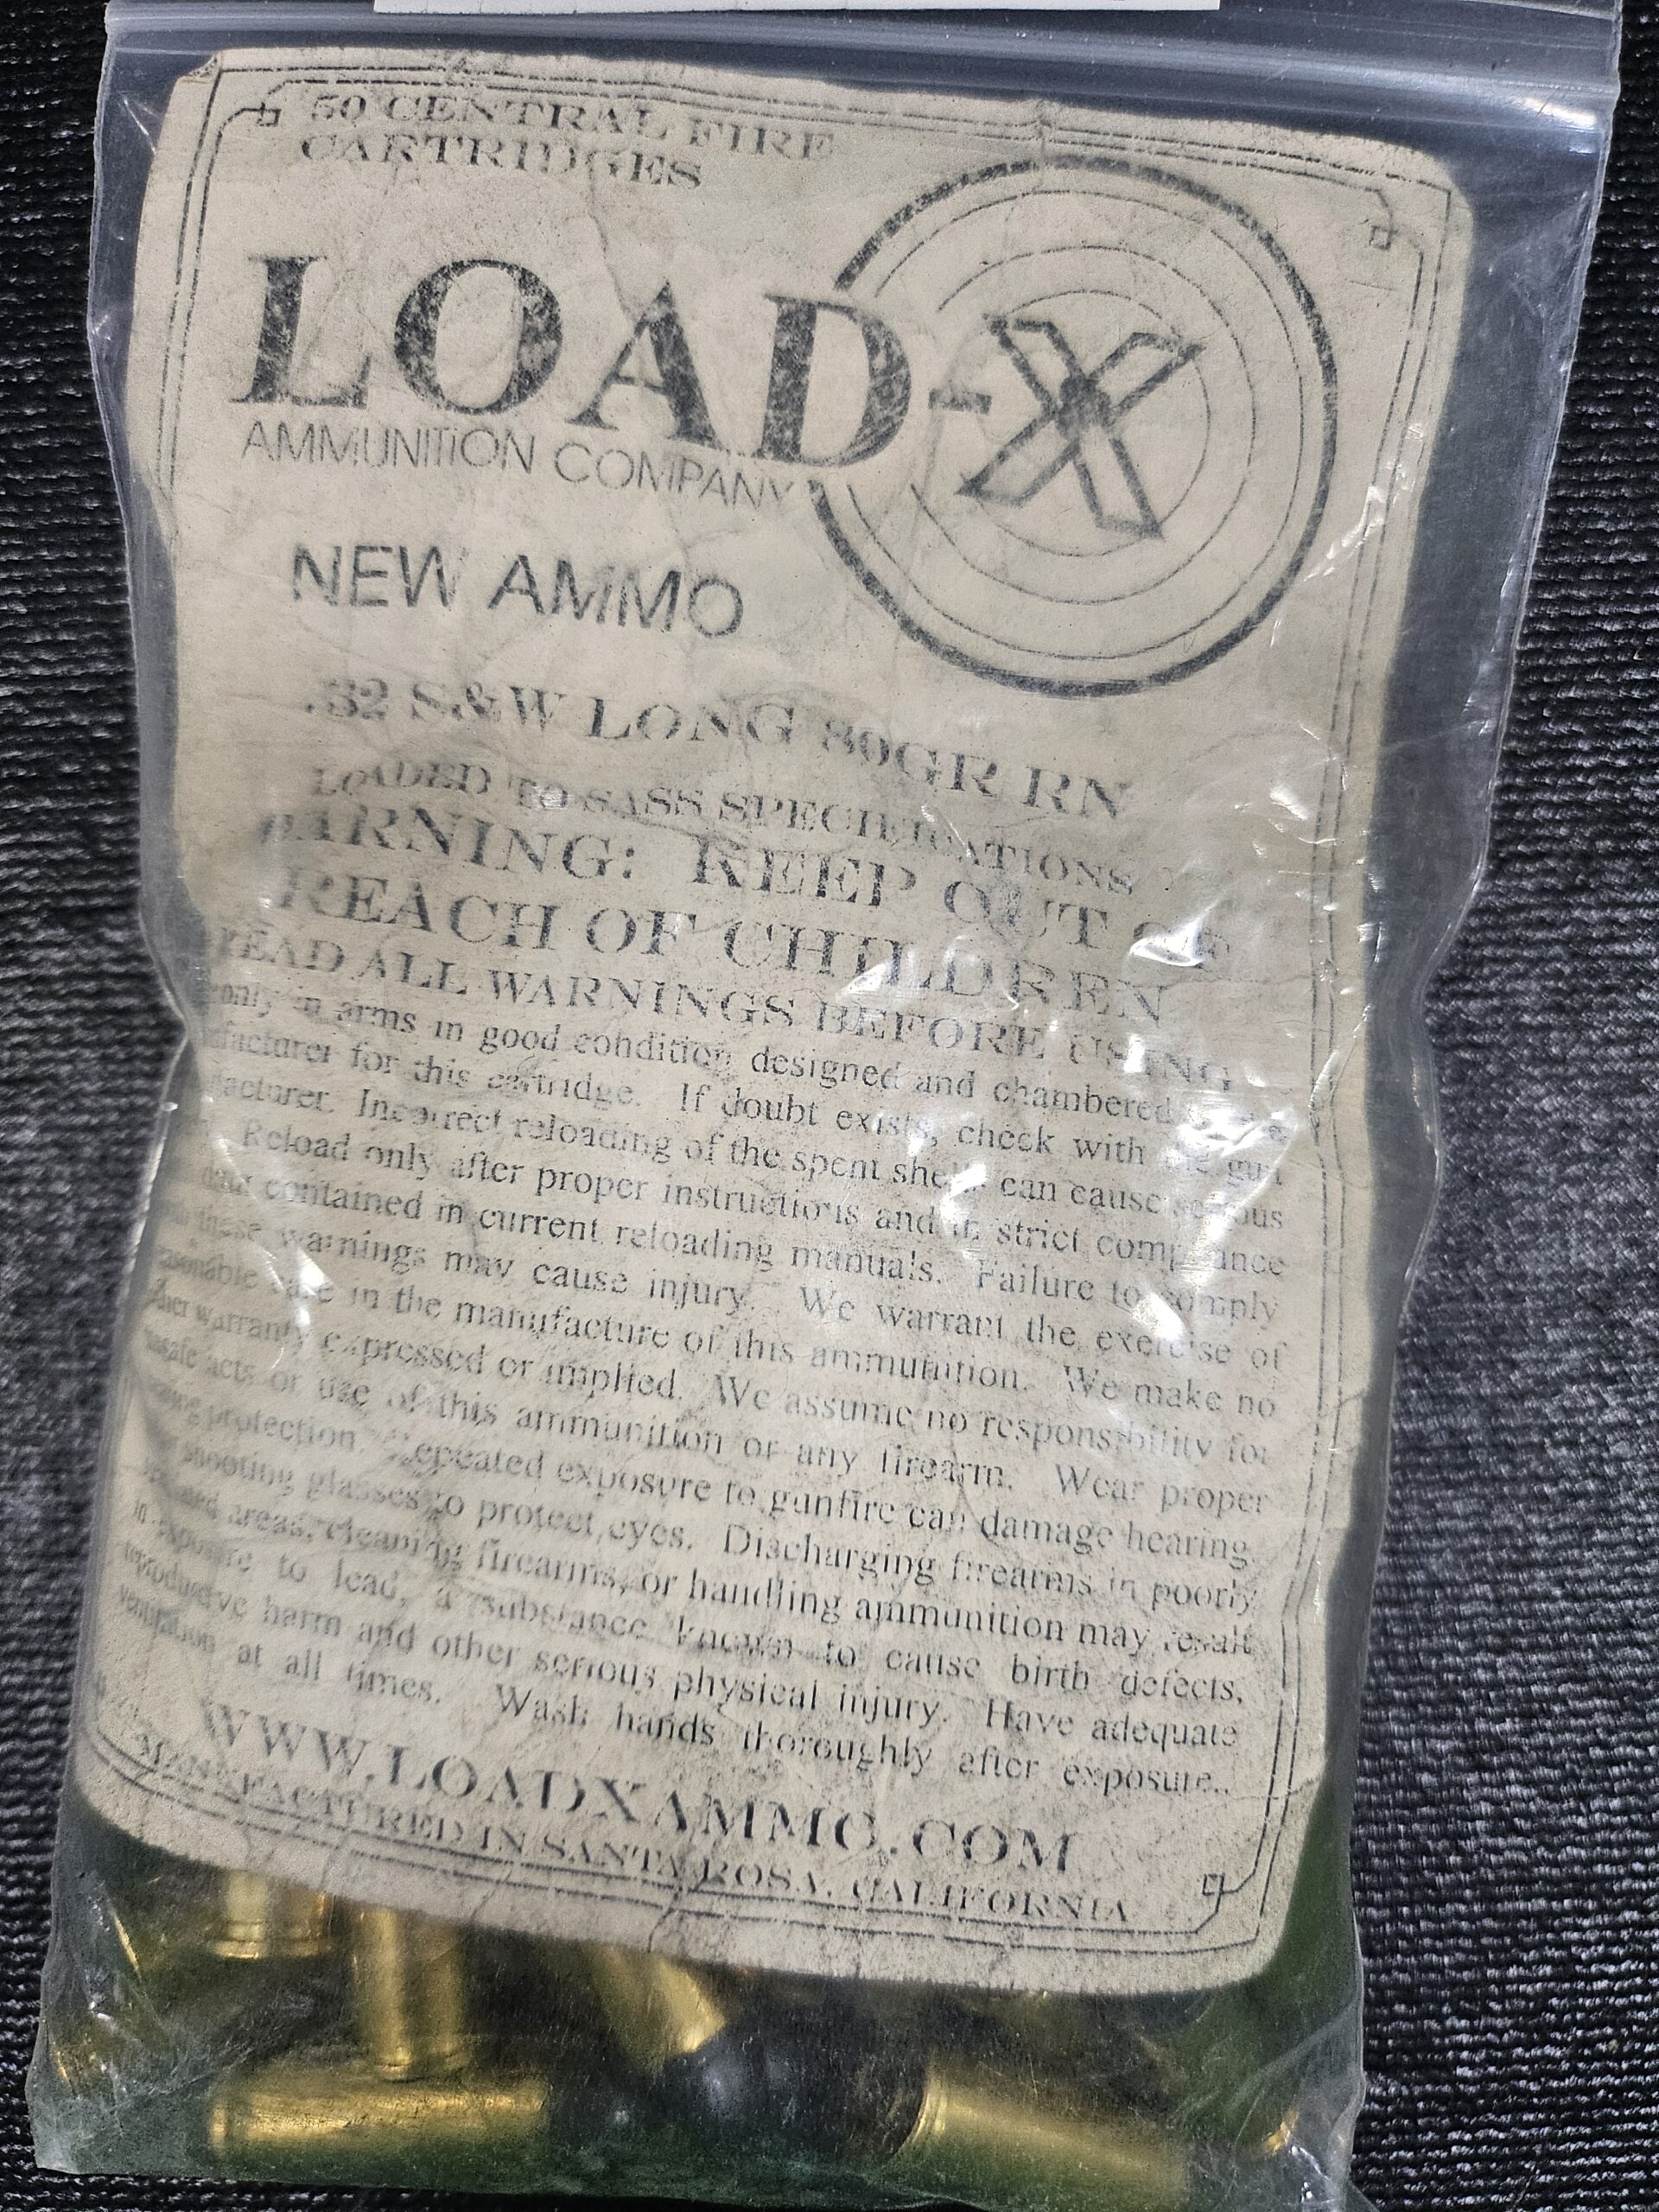 50 CENTRAL FIRE
CARTRIDGES
LOAD-X
AMMUNITION COMPANY
NEW AMMO
.32 S&W LONG 80GR RN
LOADED TO SASS SPECIFICATIONS
WARNING: KEEP OUT OF
REACH OF CHILDREN
READ ALL WARNINGS BEFORE USING
only in arms in good condition designed and chambered
for this cartridge. If doubt exists, check with the gun
Incorrect reloading of the spent shell can cause serious
Reload only after proper instructions and in strict compliance
contained in current reloading manuals. Failure to comply
these warnings may cause injury. We warrant the exercise of
care in the manufacture of this ammunition. We make no
warranty expressed or implied. We assume no responsibility for
acts or use of this ammunition or any firearm. Wear proper
protection. Repeated exposure to gunfire can damage hearing.
shooting glasses to protect eyes. Discharging firearms in poorly
areas, cleaning firearms, or handling ammunition may result
in exposure to lead, a substance known to cause birth defects,
reproductive harm and other serious physical injury. Have adequate
ventilation at all times. Wash hands thoroughly after exposure..
WWW.LOADXAMMO.COM
MANUFACTURED IN SANTA ROSA, CALIFORNIA